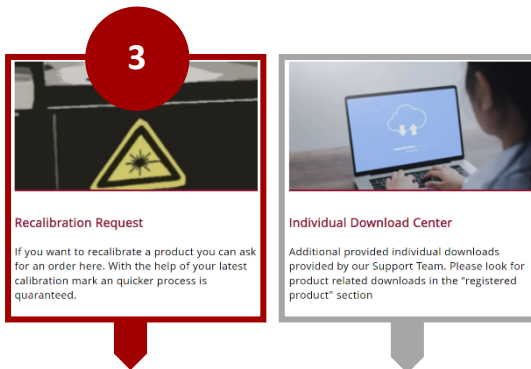 3
Recalibration Request
If you want to recalibrate a product you can ask
for an order here. With the help of your latest
calibration mark an quicker process is
quaranteed.
Individual Download Center
Additional provided individual downloads
provided by our Support Team. Please look for
product related downloads in the "registered
product" section